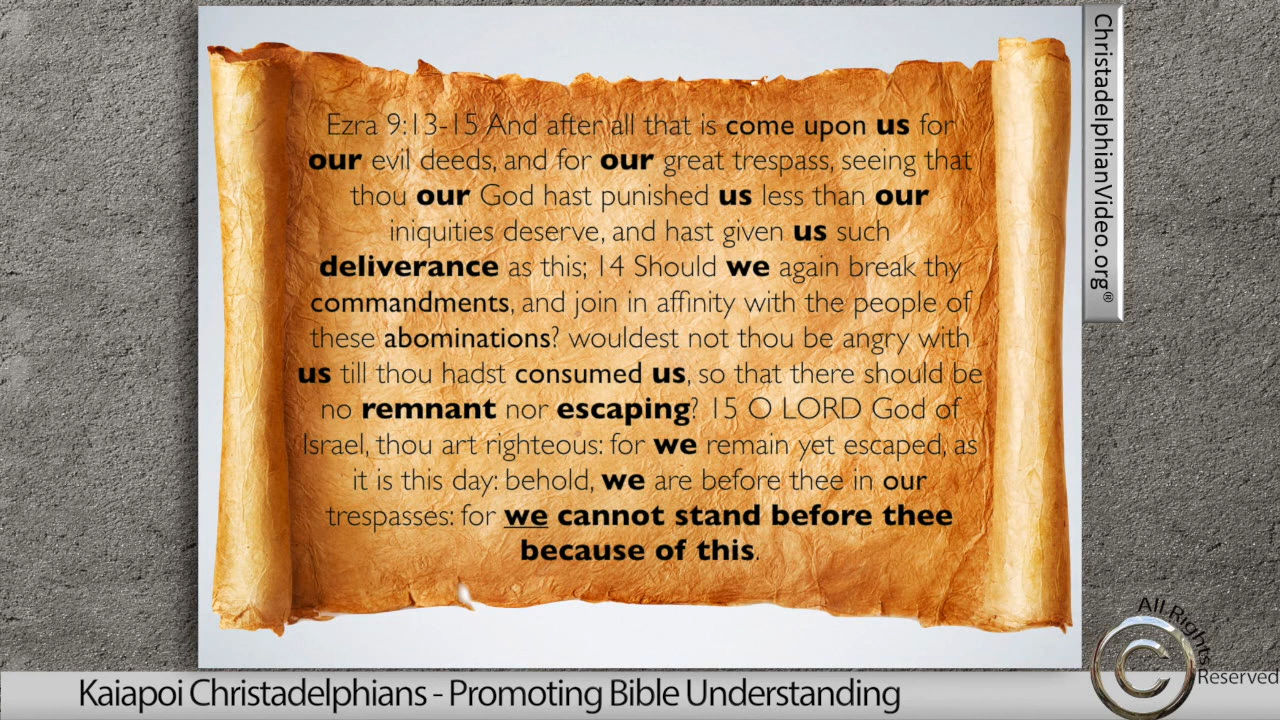 Ezra 9:13-15 And after all that is come upon us for
our evil deeds, and for our great trespass, seeing that
thou our God hast punished us less than our
iniquities deserve, and hast given us such
deliverance as this; 14 Should we again break thy
commandments, and join in affinity with the people of
these abominations? wouldest not thou be angry with
us till thou hadst consumed us, so that there should be
no remnant nor escaping? 15 O LORD God of
Israel, thou art righteous: for we remain yet escaped, as
it is this day: behold, we are before thee in our
trespasses: for we cannot stand before thee
because of this.
ChristadelphianVideo.org®
All Rights
C
Reserved
Kaiapoi Christadelphians - Promoting Bible Understanding